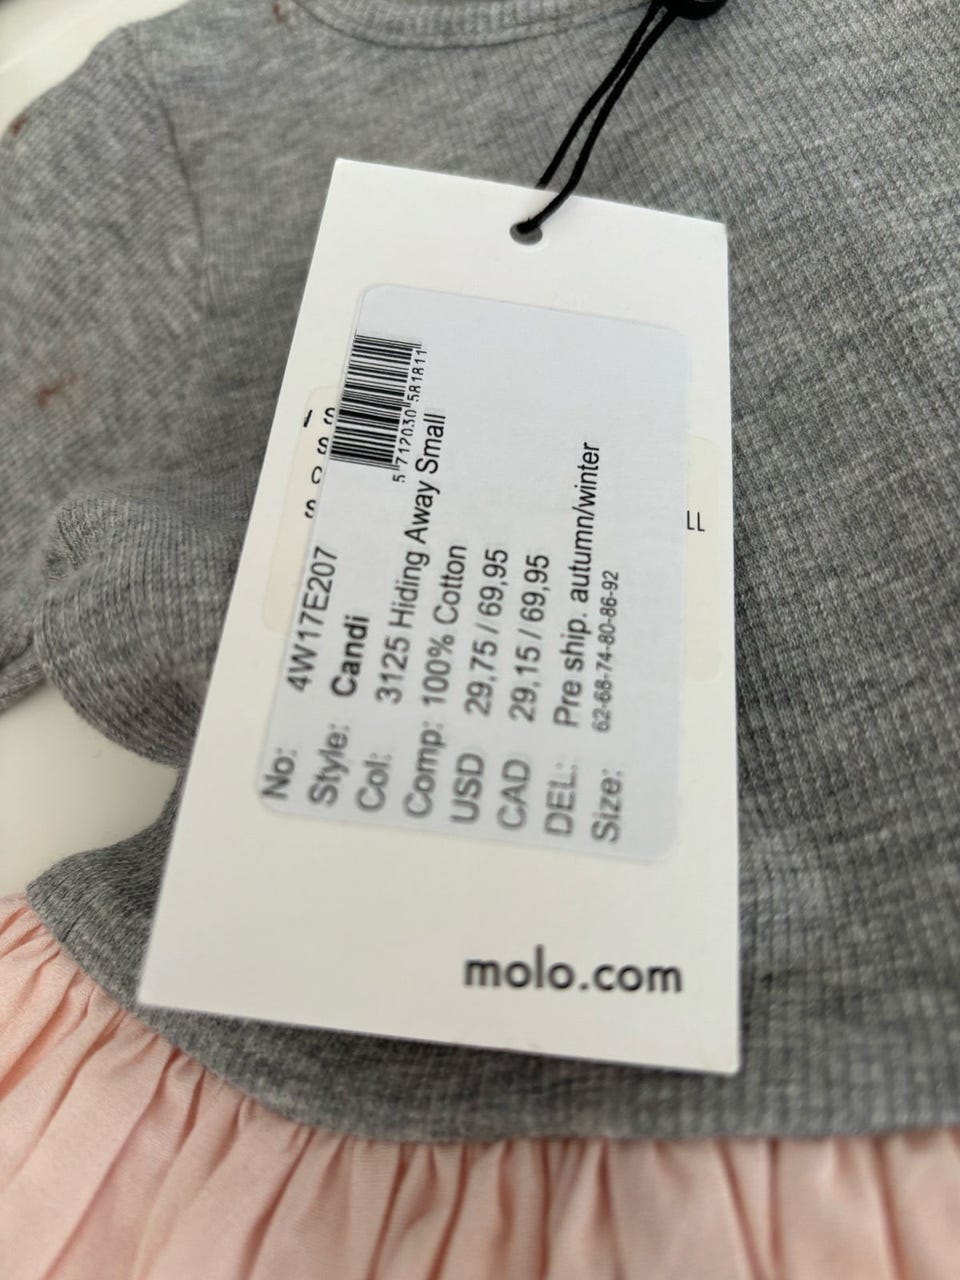 5 712030 581811
No: 4W17E207
Style: Candi
Col: 3125 Hiding Away Small
Comp: 100% Cotton
USD 29,75 / 69,95
CAD 29,15 / 69,95
DEL: Pre ship. autumn/winter
Size: 62-68-74-80-86-92
molo.com